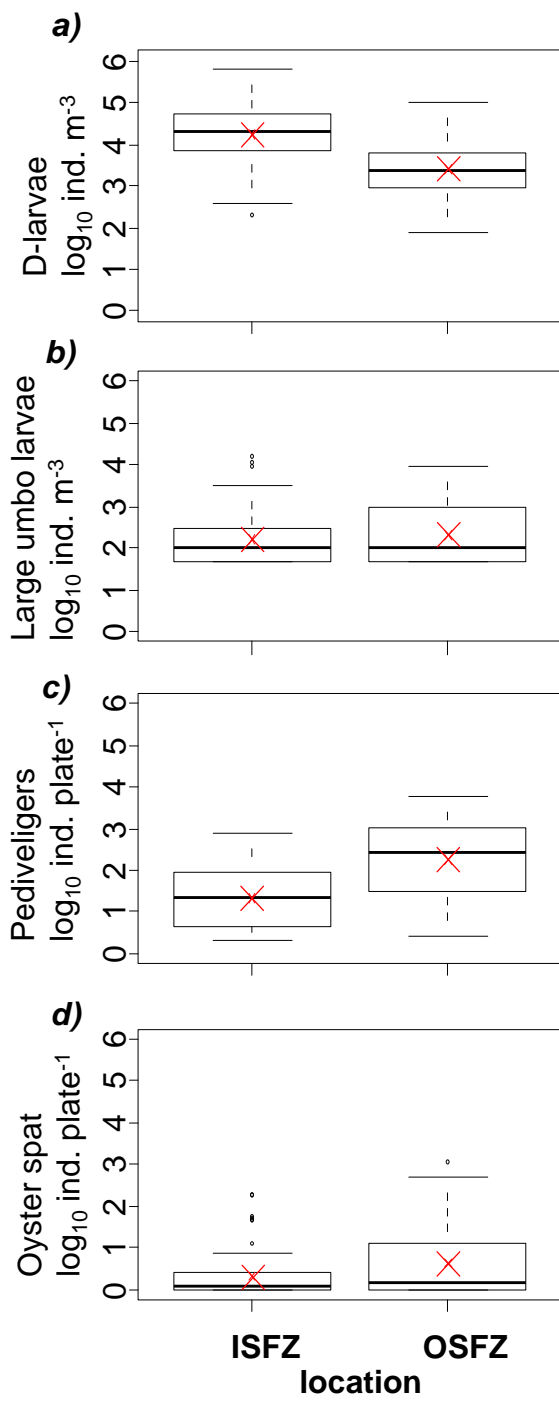 a)
D-larvae
log₁₀ ind. m⁻³
0 1 2 3 4 5 6
b)
Large umbo larvae
log₁₀ ind. m⁻³
0 1 2 3 4 5 6
c)
Pediveligers
log₁₀ ind. plate⁻¹
0 1 2 3 4 5 6
d)
Oyster spat
log₁₀ ind. plate⁻¹
0 1 2 3 4 5 6
ISFZ OSFZ
location